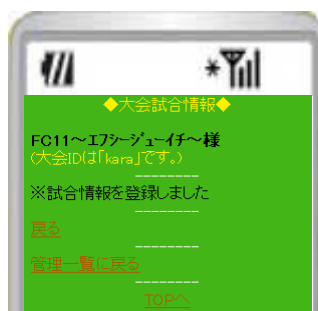 ◆大会試合情報◆
FC11～ｴﾌｼｰｼﾞｭｰｲﾁ～様
(大会IDは｢kara｣です｡)
--------
※試合情報を登録しました
--------
戻る
--------
管理一覧に戻る
--------
TOPへ